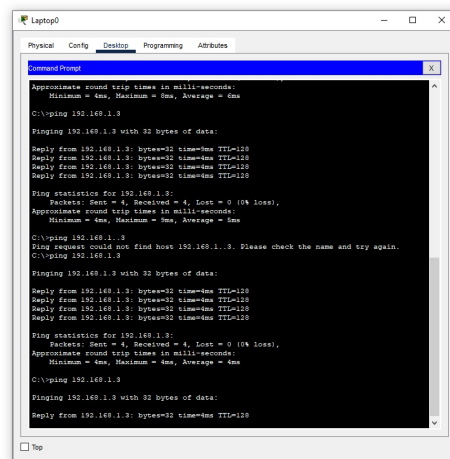 Laptop0
Physical Config Desktop Programming Attributes
Command Prompt X
Approximate round trip times in milli-seconds:
Minimum = 4ms, Maximum = 8ms, Average = 6ms
C:\>ping 192.168.1.3
Pinging 192.168.1.3 with 32 bytes of data:
Reply from 192.168.1.3: bytes=32 time=9ms TTL=128
Reply from 192.168.1.3: bytes=32 time=4ms TTL=128
Reply from 192.168.1.3: bytes=32 time=4ms TTL=128
Reply from 192.168.1.3: bytes=32 time=4ms TTL=128
Ping statistics for 192.168.1.3:
Packets: Sent = 4, Received = 4, Lost = 0 (0% loss),
Approximate round trip times in milli-seconds:
Minimum = 4ms, Maximum = 9ms, Average = 5ms
C:\>ping 192.168.1..3
Ping request could not find host 192.168.1..3. Please check the name and try again.
C:\>ping 192.168.1.3
Pinging 192.168.1.3 with 32 bytes of data:
Reply from 192.168.1.3: bytes=32 time=4ms TTL=128
Reply from 192.168.1.3: bytes=32 time=4ms TTL=128
Reply from 192.168.1.3: bytes=32 time=4ms TTL=128
Reply from 192.168.1.3: bytes=32 time=4ms TTL=128
Ping statistics for 192.168.1.3:
Packets: Sent = 4, Received = 4, Lost = 0 (0% loss),
Approximate round trip times in milli-seconds:
Minimum = 4ms, Maximum = 4ms, Average = 4ms
C:\>ping 192.168.1.3
Pinging 192.168.1.3 with 32 bytes of data:
Reply from 192.168.1.3: bytes=32 time=4ms TTL=128
Top